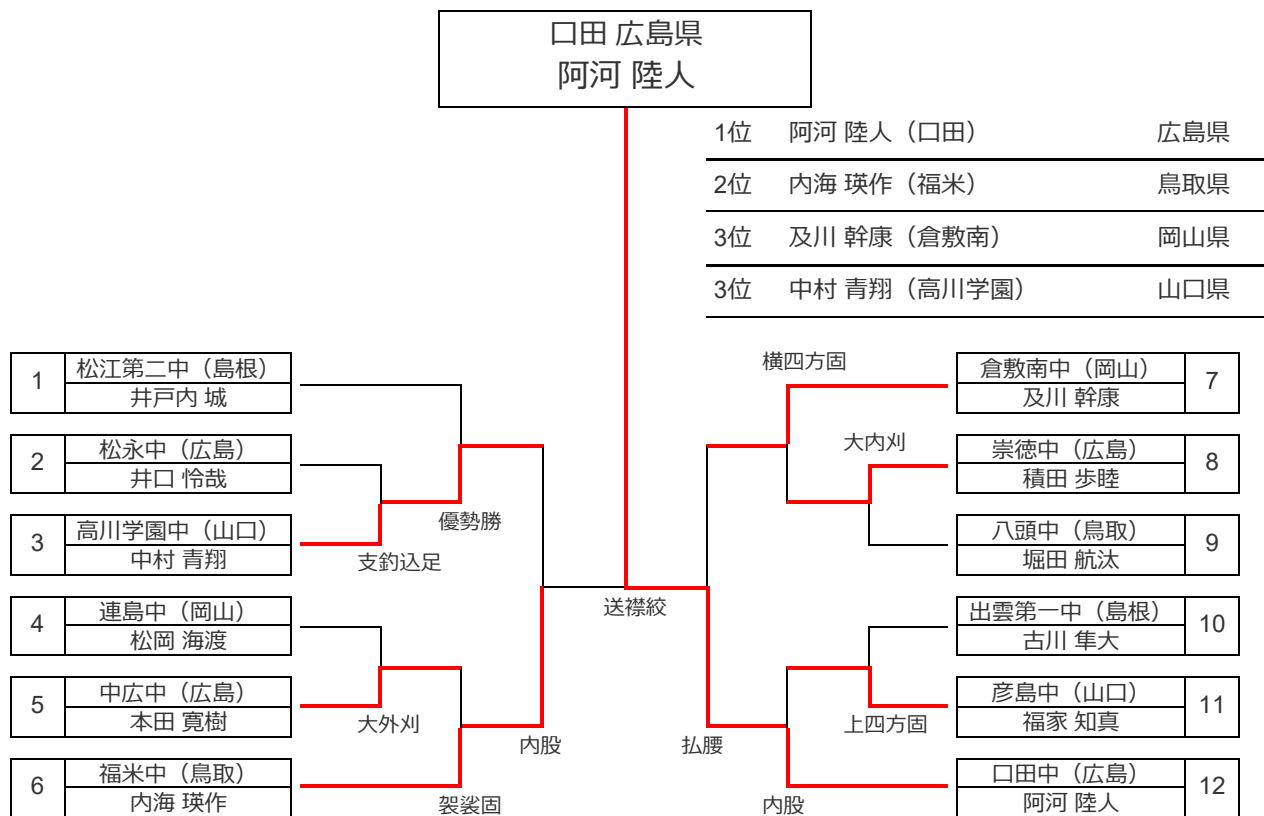 口田 広島県
阿河 陸人
1位 阿河 陸人（口田） 広島県
2位 内海 瑛作（福米） 鳥取県
3位 及川 幹康（倉敷南） 岡山県
3位 中村 青翔（高川学園） 山口県
1 松江第二中（島根）
井戸内 城
2 松永中（広島）
井口 怜哉
3 高川学園中（山口）
中村 青翔
4 連島中（岡山）
松岡 海渡
5 中広中（広島）
本田 寛樹
6 福米中（鳥取）
内海 瑛作
優勢勝
支釣込足
大外刈
内股
袈裟固
送襟絞
横四方固
大内刈
払腰
上四方固
内股
倉敷南中（岡山） 7
及川 幹康
崇徳中（広島） 8
積田 歩睦
八頭中（鳥取） 9
堀田 航汰
出雲第一中（島根） 10
古川 隼大
彦島中（山口） 11
福家 知真
口田中（広島） 12
阿河 陸人